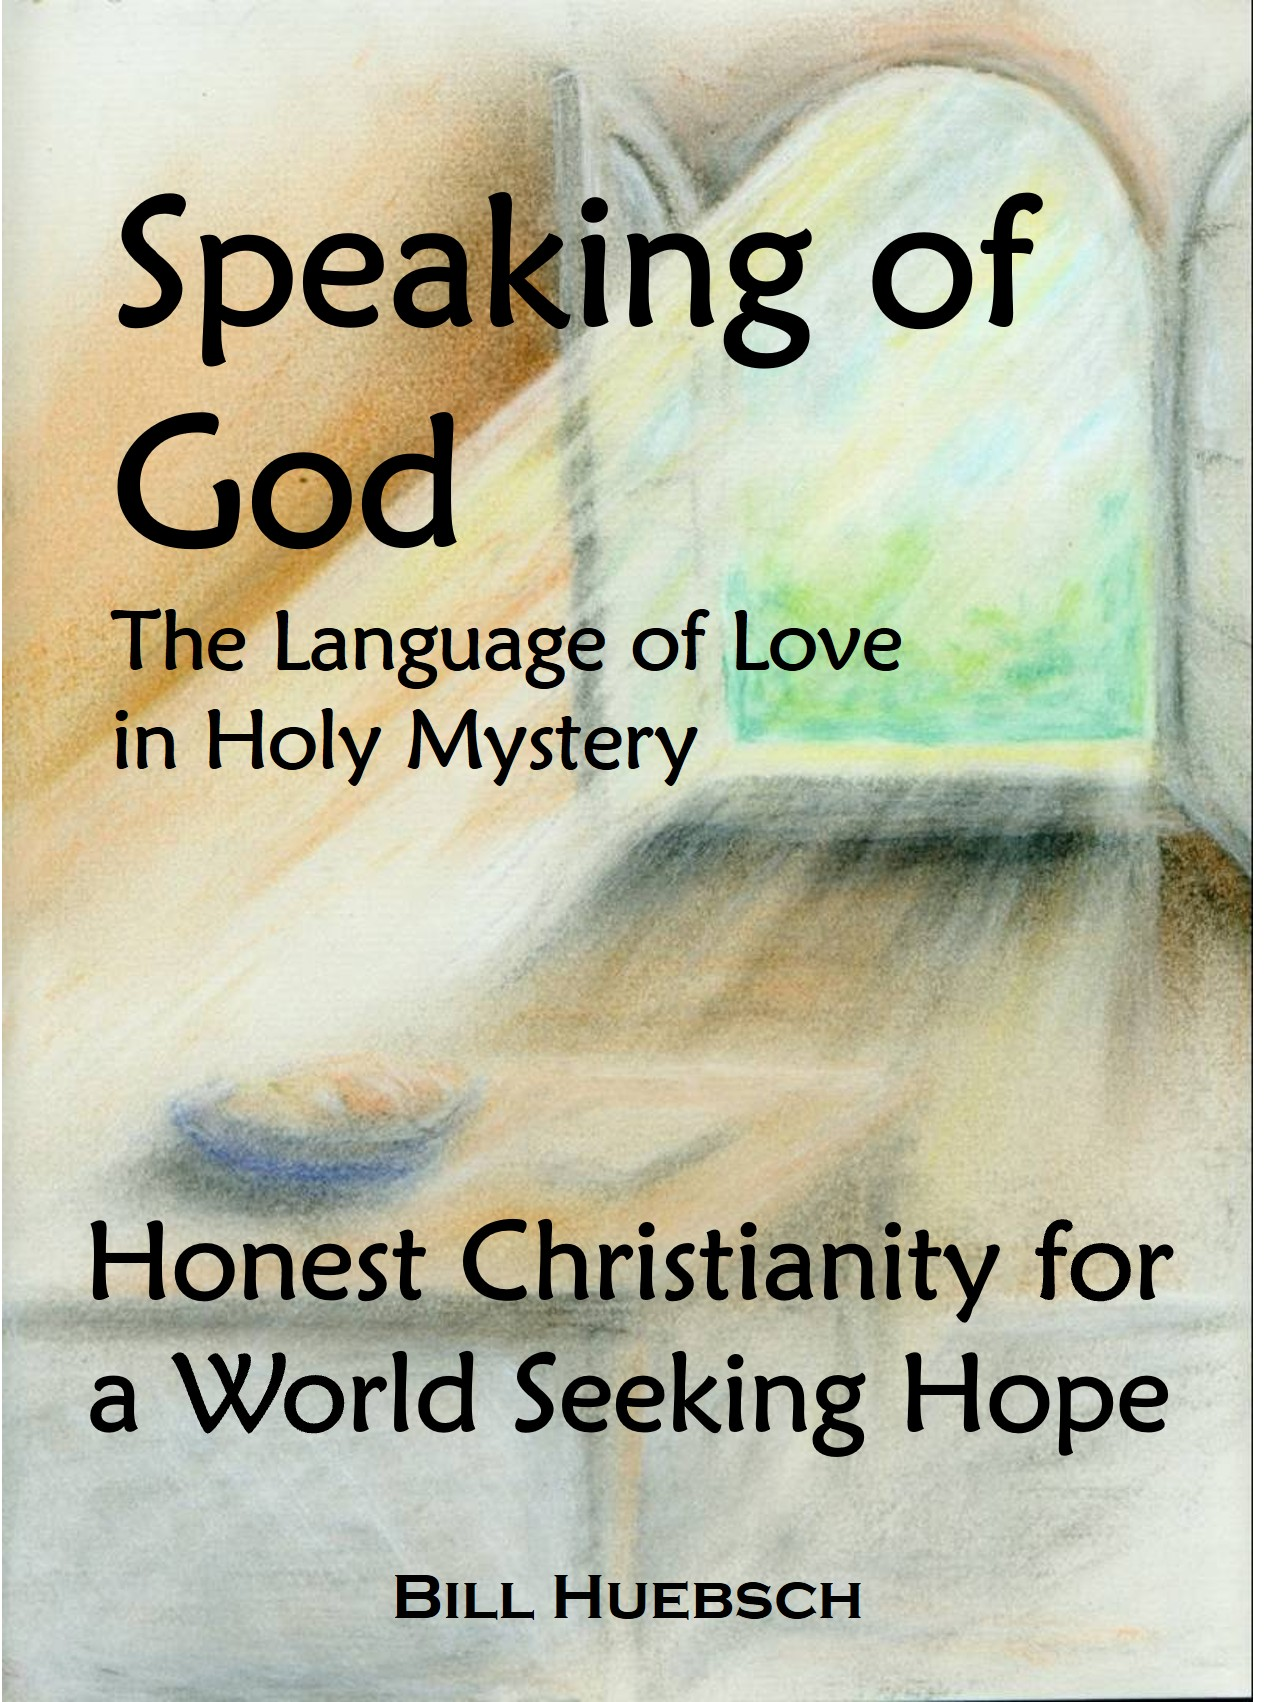 Speaking of
God
The Language of Love
in Holy Mystery
Honest Christianity for
a World Seeking Hope
Bill Huebsch